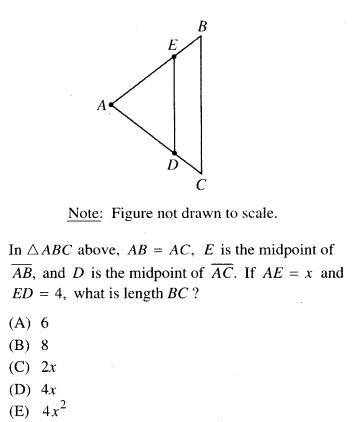 B
E
A
D
C
Note: Figure not drawn to scale.
In △ABC above, AB = AC, E is the midpoint of
AB, and D is the midpoint of AC. If AE = x and
ED = 4, what is length BC ?
(A) 6
(B) 8
(C) 2x
(D) 4x
(E) 4x²